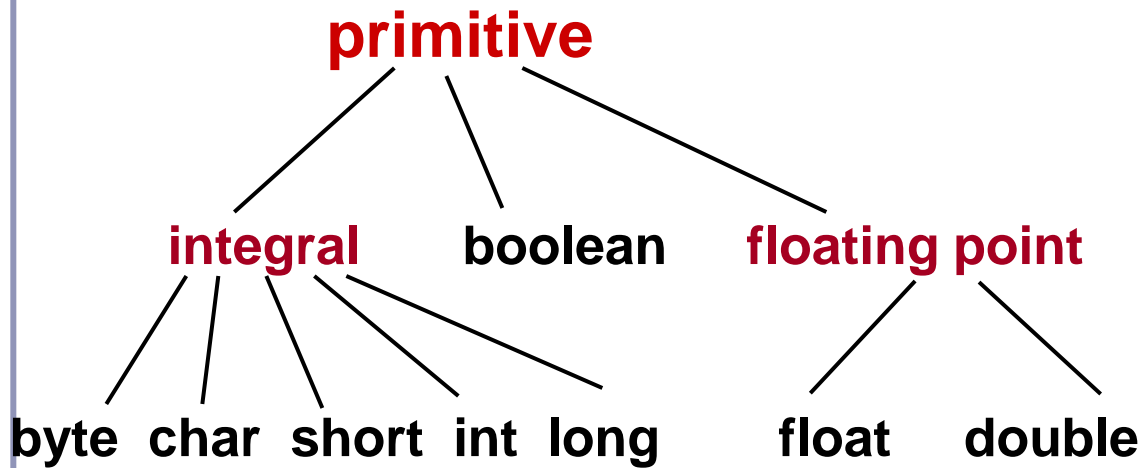 primitive
integral boolean floating point
byte char short int long float double